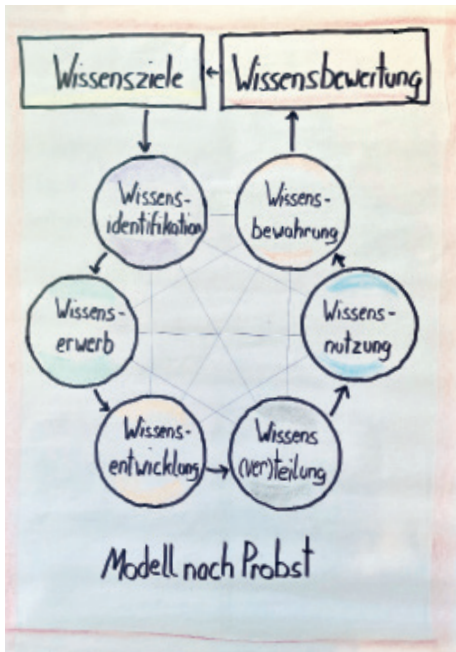 Wissensziele
Wissensbewertung
Wissens-
identifikation
Wissens-
bewahrung
Wissens-
erwerb
Wissens-
nutzung
Wissens-
entwicklung
Wissens
(ver)teilung
Modell nach Probst